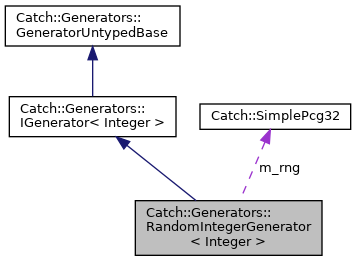 Catch::Generators::
GeneratorUntypedBase
Catch::Generators::
IGenerator< Integer >
Catch::SimplePcg32
m_rng
Catch::Generators::
RandomIntegerGenerator
< Integer >